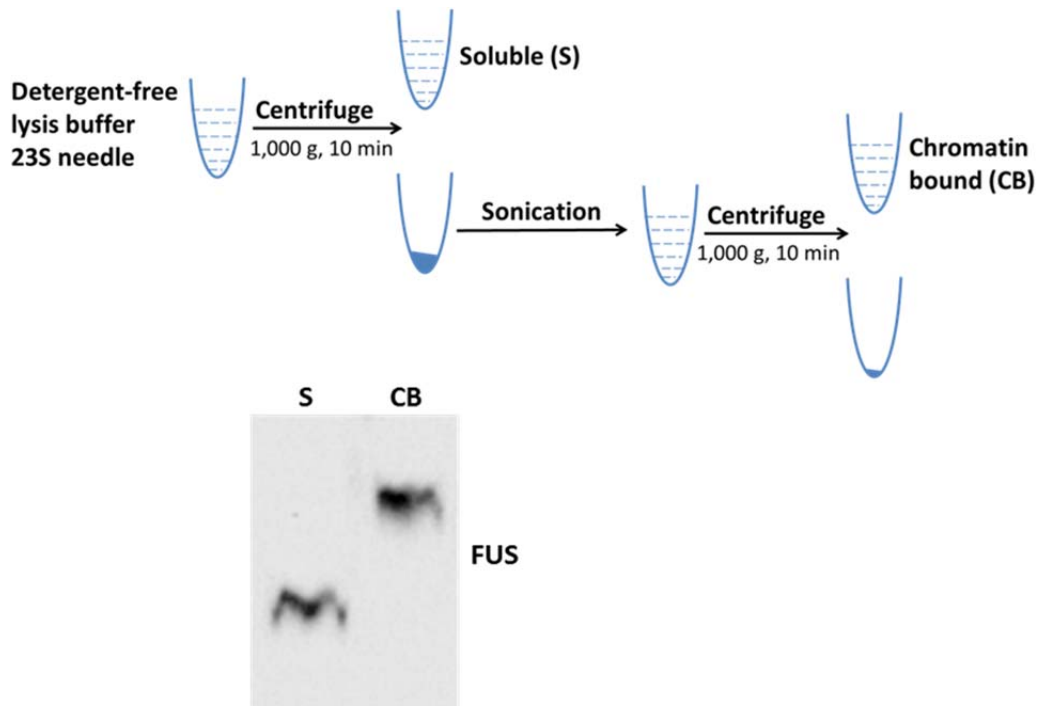 Detergent-free
lysis buffer
23S needle
Centrifuge
1,000 g, 10 min
Soluble (S)
Sonication
Centrifuge
1,000 g, 10 min
Chromatin
bound (CB)
S CB
FUS